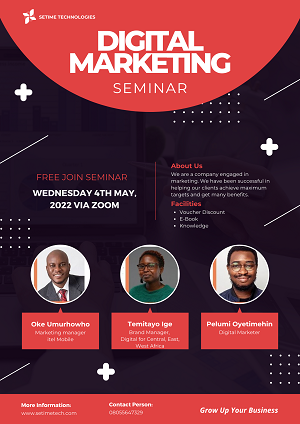 SETIME TECHNOLOGIES
DIGITAL
MARKETING
SEMINAR
FREE JOIN SEMINAR
WEDNESDAY 4TH MAY,
2022 VIA ZOOM
About Us
We are a company engaged in
marketing. We have been successful in
helping our clients achieve maximum
targets and get many benefits.
Facilities
• Voucher Discount
• E-Book
• Knowledge
Oke Umurhowho
Marketing manager
itel Mobile
Temitayo Ige
Brand Manager,
Digital for Central, East,
West Africa
Pelumi Oyetimehin
Digital Marketer
More Information:
www.setimetech.com
Contact Person:
08055647329
Grow Up Your Business